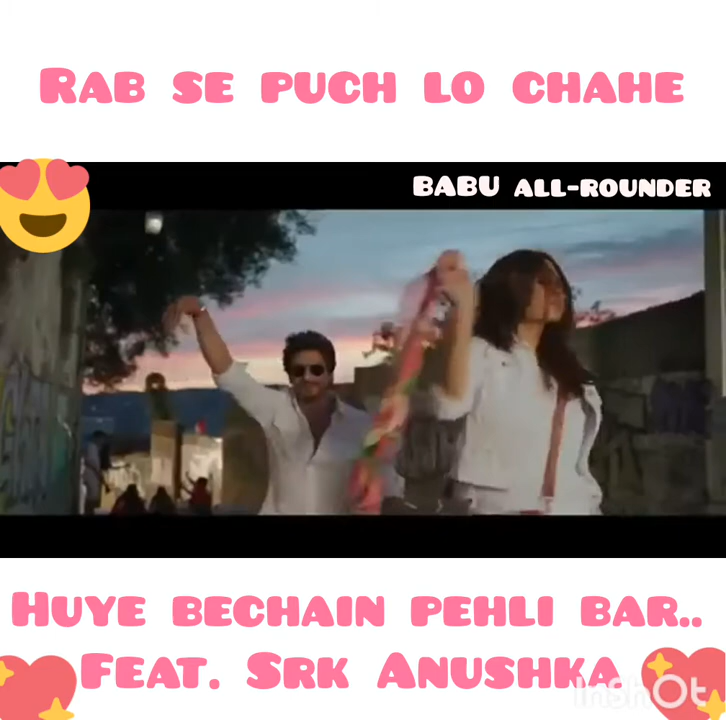 Rab se puch lo chahe
BABU ALL-ROUNDER
Huye bechain pehli bar..
Feat. Srk Anushka
InShOt